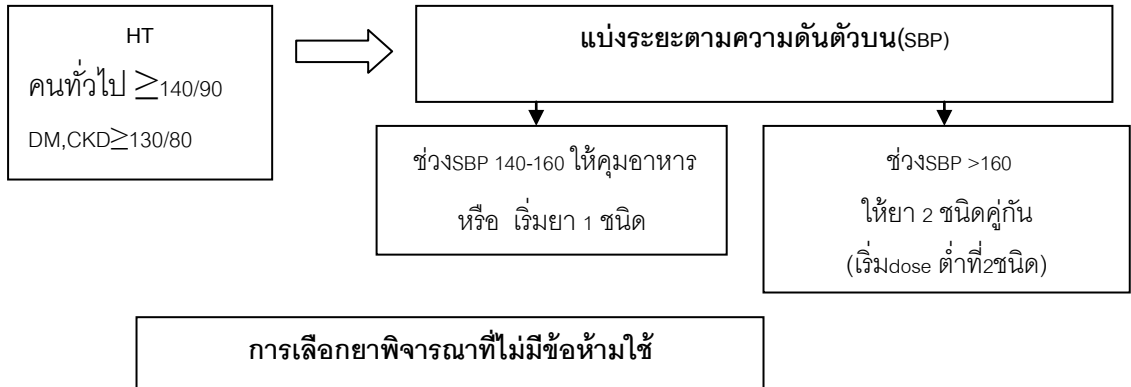 HT
คนทั่วไป ≥140/90
DM,CKD≥130/80
แบ่งระยะตามความดันตัวบน(SBP)
ช่วงSBP 140-160 ให้คุมอาหาร
หรือ เริ่มยา 1 ชนิด
ช่วงSBP >160
ให้ยา 2 ชนิดคู่กัน
(เริ่มdose ต่ำที่2ชนิด)
การเลือกยาพิจารณาที่ไม่มีข้อห้ามใช้